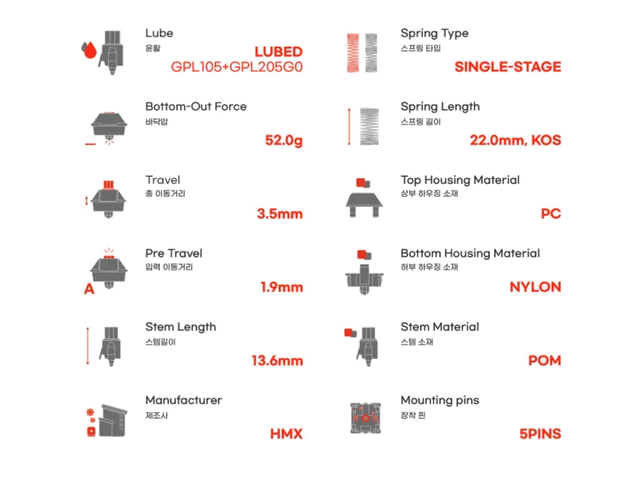 Lube
윤활
LUBED
GPL105+GPL205G0
Spring Type
스프링 타입
SINGLE-STAGE
Bottom-Out Force
바닥압
52.0g
Spring Length
스프링 길이
22.0mm, KOS
Travel
총 이동거리
3.5mm
Top Housing Material
상부 하우징 소재
PC
Pre Travel
입력 이동거리
A
1.9mm
Bottom Housing Material
하부 하우징 소재
NYLON
Stem Length
스템길이
13.6mm
Stem Material
스템 소재
POM
Manufacturer
제조사
HMX
Mounting pins
장착 핀
5PINS